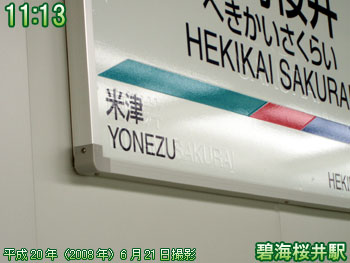 11:13
桜井
へきかいさくらい
HEKIKAI SAKURA
米津
YONEZU
SAKURAI
HEKI
平成20年（2008年）6月21日撮影
碧海桜井駅